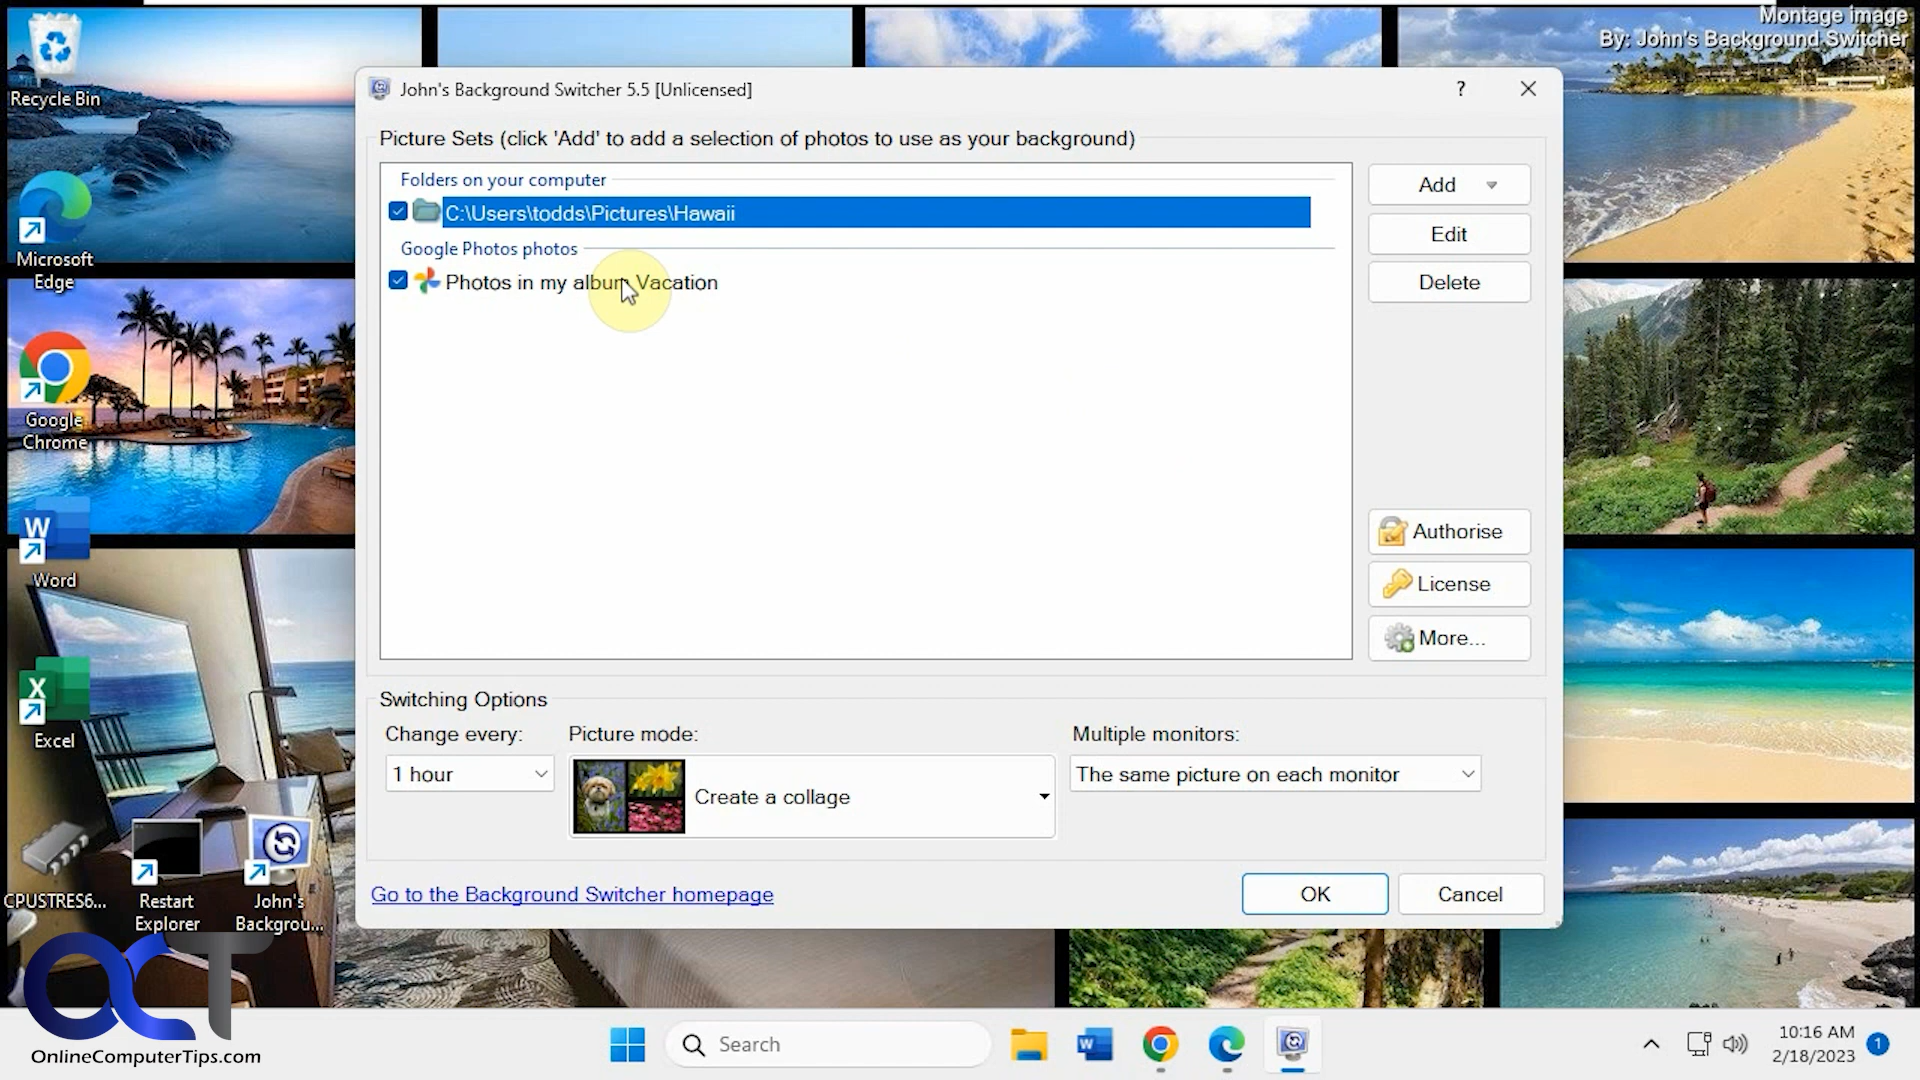 Montage image
By: John's Background Switcher
Recycle Bin
Microsoft
Edge
Google
Chrome
Word
Excel
CPUSTRES6...
Restart
Explorer
John's
Backgrou...
John's Background Switcher 5.5 [Unlicensed]
?
Picture Sets (click 'Add' to add a selection of photos to use as your background)
Folders on your computer
C:\Users\todds\Pictures\Hawaii
Google Photos photos
Photos in my album Vacation
Add
Edit
Delete
Authorise
License
More...
Switching Options
Change every:
1 hour
Picture mode:
Create a collage
Multiple monitors:
The same picture on each monitor
Go to the Background Switcher homepage
OK
Cancel
OCT
OnlineComputerTips.com
Search
10:16 AM
2/18/2023
1